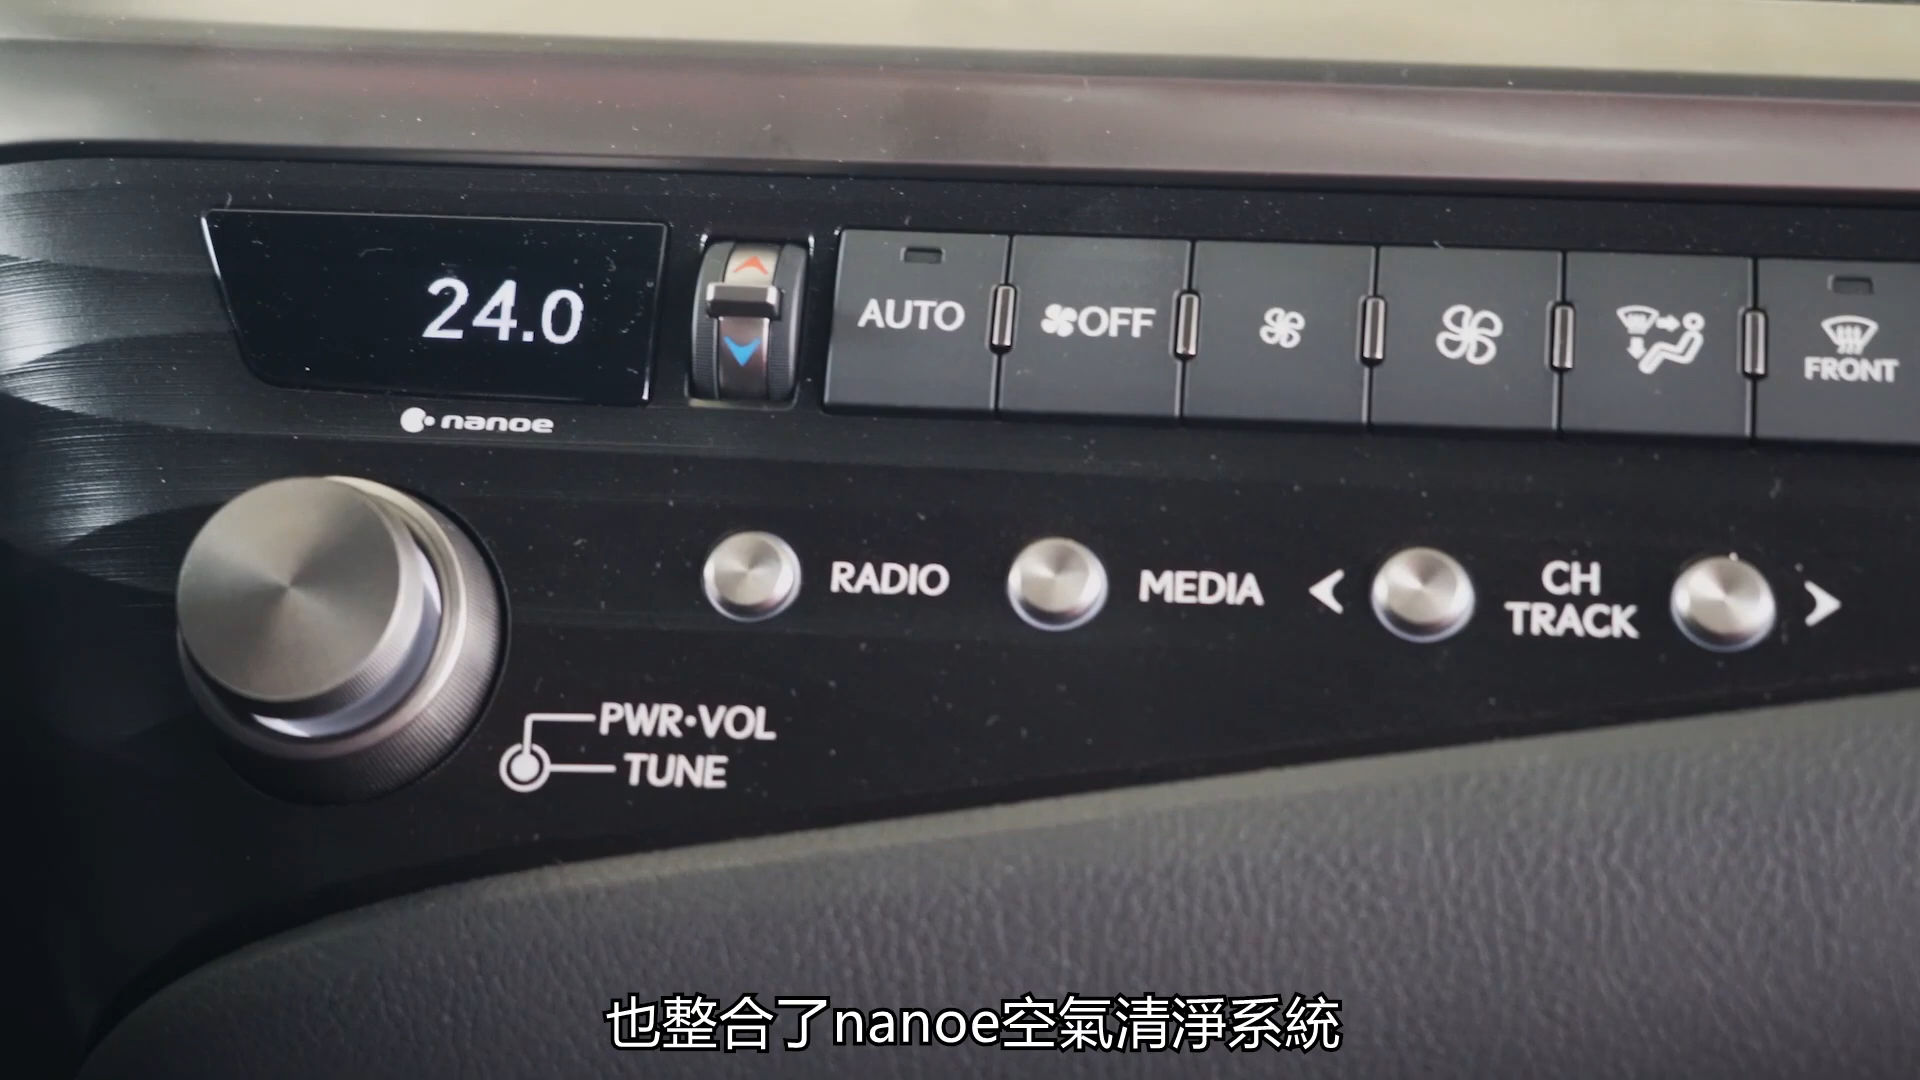 24.0
nanoe
AUTO
OFF
FRONT
RADIO
MEDIA
CH
TRACK
PWR•VOL
TUNE
也整合了nanoe空氣清淨系統